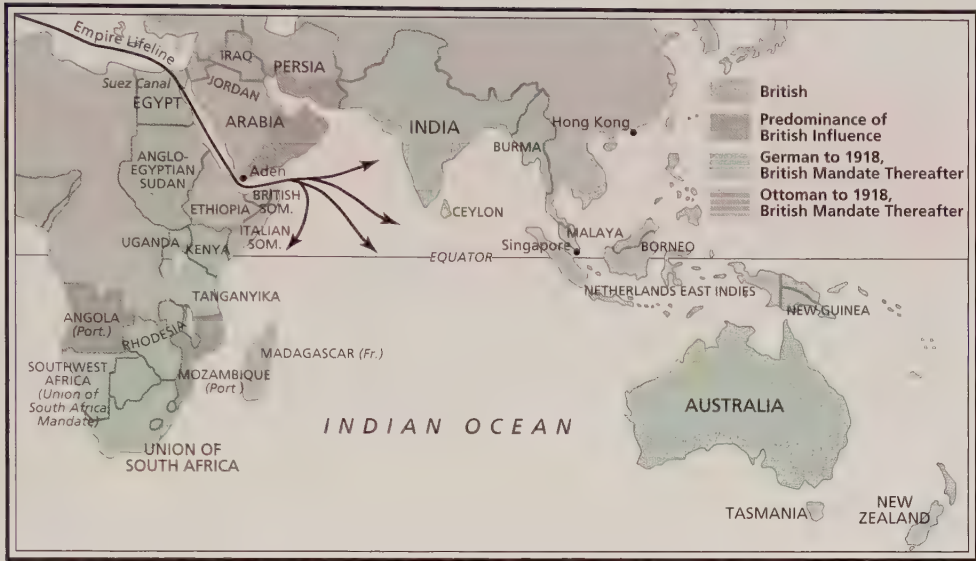 Empire Lifeline
Suez Canal
EGYPT
IRAQ
JORDAN
PERSIA
ARABIA
Aden
ANGLO-
EGYPTIAN
SUDAN
BRITISH
SOM.
ETHIOPIA
ITALIAN
SOM.
UGANDA
KENYA
TANGANYIKA
ANGOLA
(Port.)
RHODESIA
SOUTHWEST
AFRICA
(Union of
South Africa
Mandate)
MOZAMBIQUE
(Port )
MADAGASCAR (Fr.)
UNION OF
SOUTH AFRICA
INDIA
BURMA
CEYLON
Hong Kong
MALAYA
Singapore
BORNEO
EQUATOR
NETHERLANDS EAST INDIES
NEW GUINEA
INDIAN OCEAN
AUSTRALIA
TASMANIA
NEW
ZEALAND
British
Predominance of
British Influence
German to 1918,
British Mandate Thereafter
Ottoman to 1918,
British Mandate Thereafter